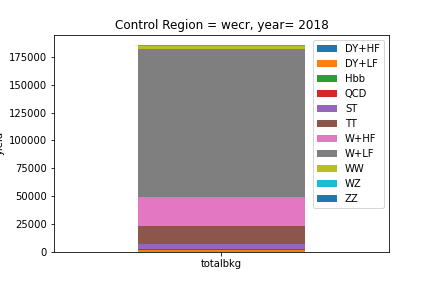 Control Region = wecr, year= 2018
175000
150000
125000
100000
75000
50000
25000
0
totalbkg
DY+HF
DY+LF
Hbb
QCD
ST
TT
W+HF
W+LF
WW
WZ
ZZ